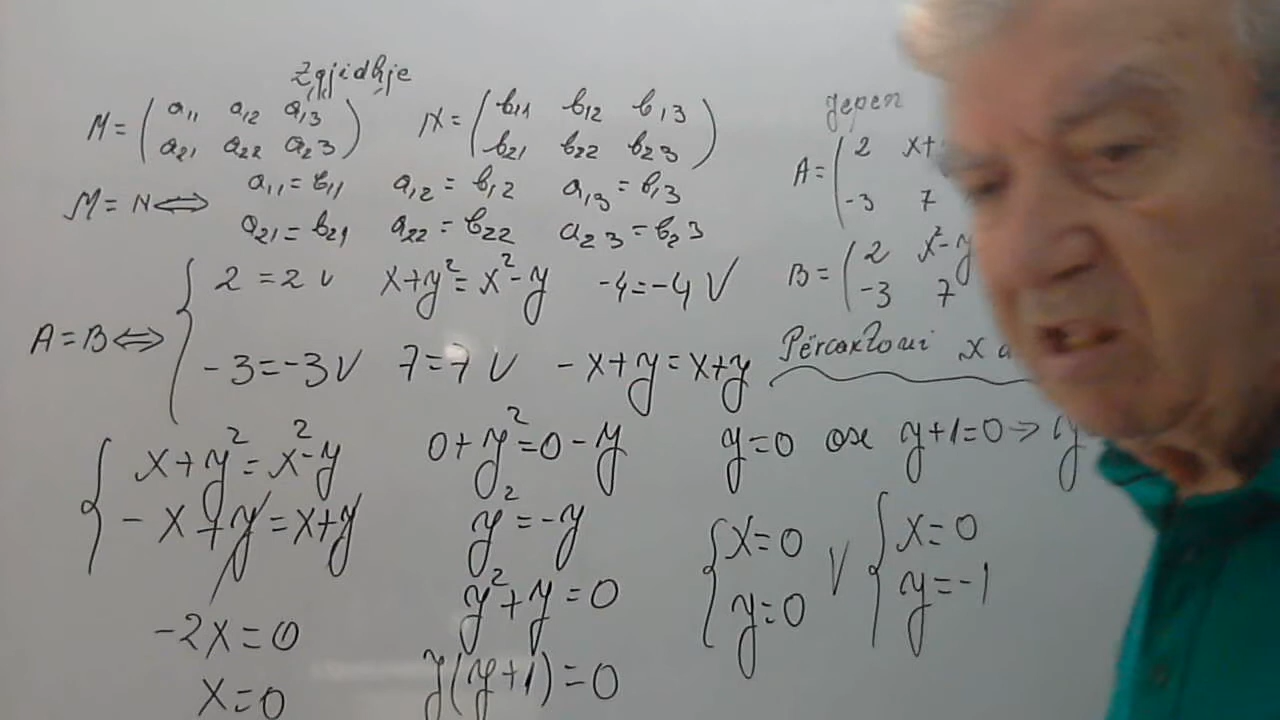 Zgjidhje
M = ( a11 a12 a13
a21 a22 a23 )
N = ( b11 b12 b13
b21 b22 b23 )
M = N ⇔ a11 = b11 a12 = b12 a13 = b13
a21 = b21 a22 = b22 a23 = b23
A = B ⇔ { 2 = 2 ∨ x+y² = x²-y -4 = -4 ∨
-3 = -3 ∨ 7 = 7 ∨ -x+y = x+y
{ x+y² = x²-y
-x+y = x+y
-2x = 0
x = 0
0+y² = 0-y
y² = -y
y²+y = 0
y(y+1) = 0
y = 0 ose y+1 = 0 ⇒ y
{ x = 0
y = 0
∨ { x = 0
y = -1
jepen
A = ( 2 x+
-3 7
B = ( 2 x²-y
-3 7
Përcaktoni x